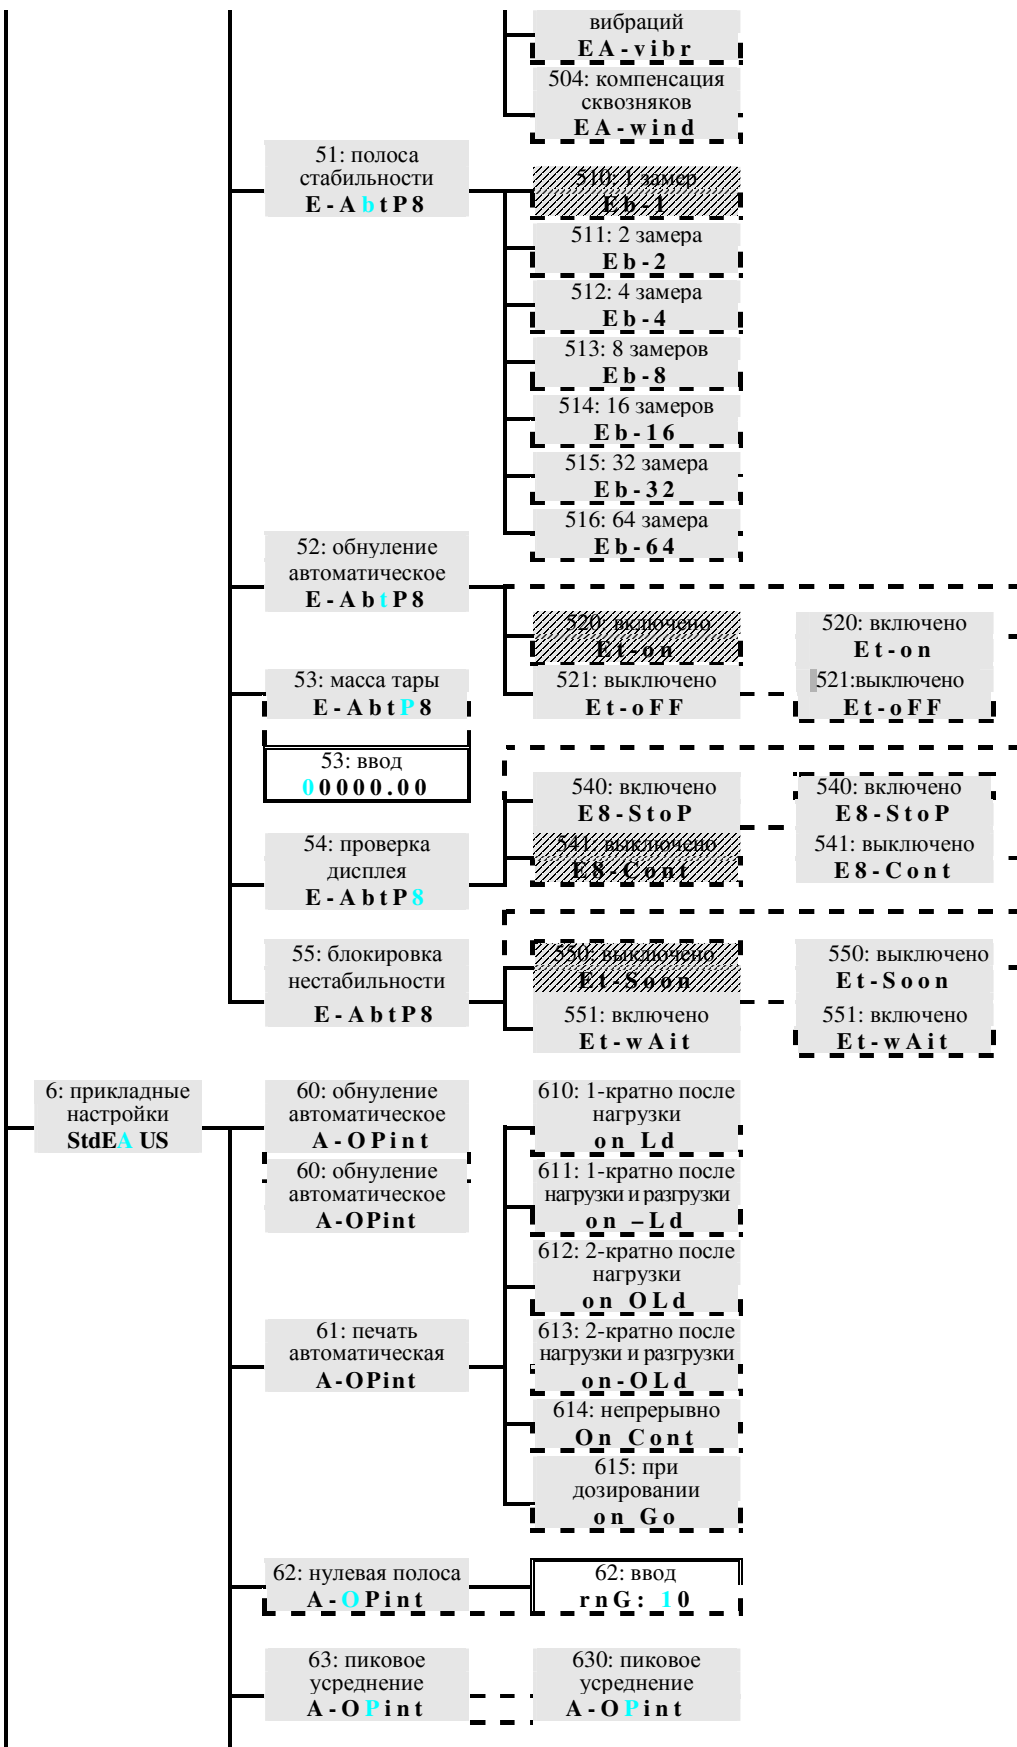 вибраций
EA-vibr
504: компенсация
сквозняков
EA-wind
51: полоса
стабильности
E-AbtP8
510: 1 замер
Eb-1
511: 2 замера
Eb-2
512: 4 замера
Eb-4
513: 8 замеров
Eb-8
514: 16 замеров
Eb-16
515: 32 замера
Eb-32
516: 64 замера
Eb-64
52: обнуление
автоматическое
E-AbtP8
520: включено
Et-on
521: выключено
Et-oFF
520: включено
Et-on
521:выключено
Et-oFF
53: масса тары
E-AbtP8
53: ввод
00000.00
54: проверка
дисплея
E-AbtP8
540: включено
E8-StoP
541: выключено
E8-Cont
540: включено
E8-StoP
541: выключено
E8-Cont
55: блокировка
нестабильности
E-AbtP8
550: выключено
Et-Soon
551: включено
Et-wAit
550: выключено
Et-Soon
551: включено
Et-wAit
6: прикладные
настройки
StdEA US
60: обнуление
автоматическое
A-OPint
60: обнуление
автоматическое
A-OPint
61: печать
автоматическая
A-OPint
610: 1-кратно после
нагрузки
on Ld
611: 1-кратно после
нагрузки и разгрузки
on –Ld
612: 2-кратно после
нагрузки
on OLd
613: 2-кратно после
нагрузки и разгрузки
on-OLd
614: непрерывно
On Cont
615: при
дозировании
on Go
62: нулевая полоса
A-OPint
62: ввод
rnG: 10
63: пиковое
усреднение
A-OPint
630: пиковое
усреднение
A-OPint